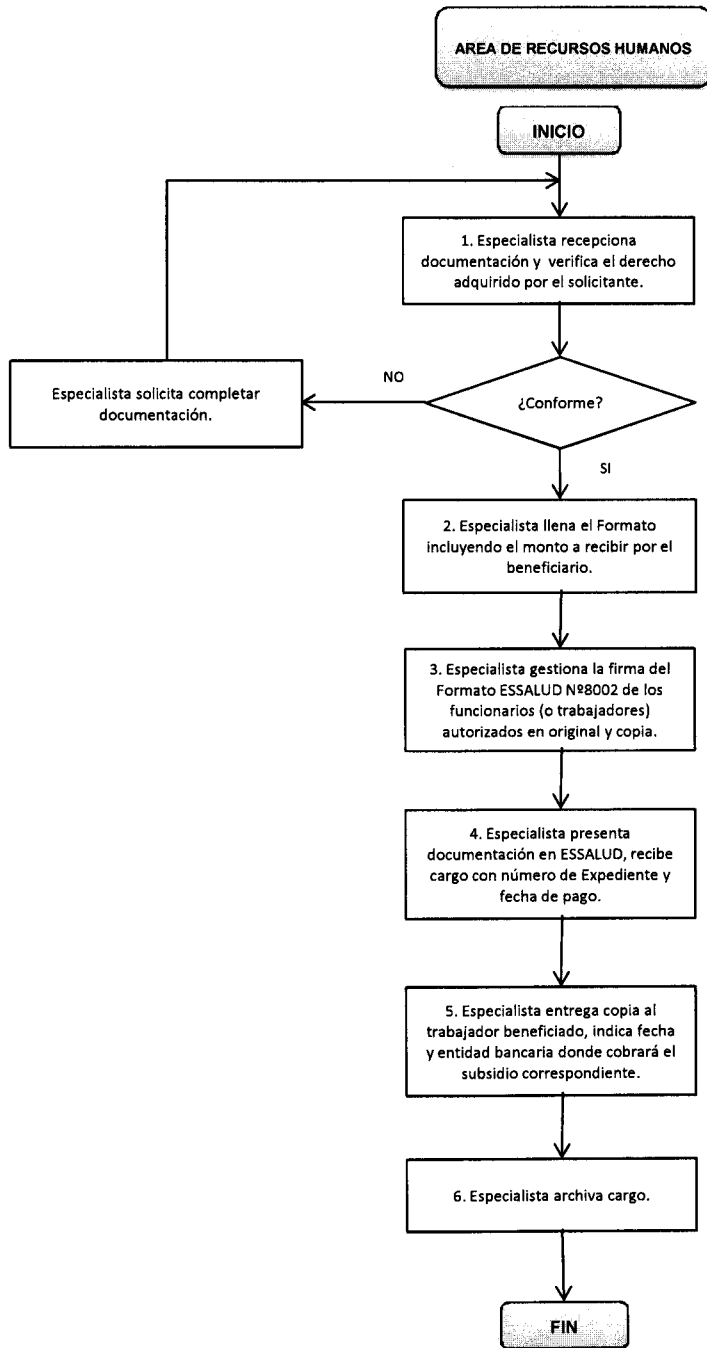 AREA DE RECURSOS HUMANOS
INICIO
1. Especialista recepciona
documentación y verifica el derecho
adquirido por el solicitante.
NO
Especialista solicita completar
documentación.
¿Conforme?
SI
2. Especialista llena el Formato
incluyendo el monto a recibir por el
beneficiario.
3. Especialista gestiona la firma del
Formato ESSALUD Nº8002 de los
funcionarios (o trabajadores)
autorizados en original y copia.
4. Especialista presenta
documentación en ESSALUD, recibe
cargo con número de Expediente y
fecha de pago.
5. Especialista entrega copia al
trabajador beneficiado, indica fecha
y entidad bancaria donde cobrará el
subsidio correspondiente.
6. Especialista archiva cargo.
FIN